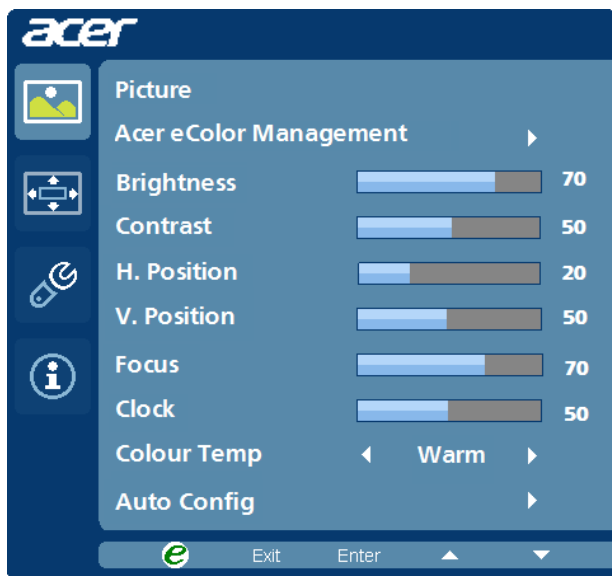 acer
Picture
Acer eColor Management
Brightness 70
Contrast 50
H. Position 20
V. Position 50
Focus 70
Clock 50
Colour Temp Warm
Auto Config
e Exit Enter